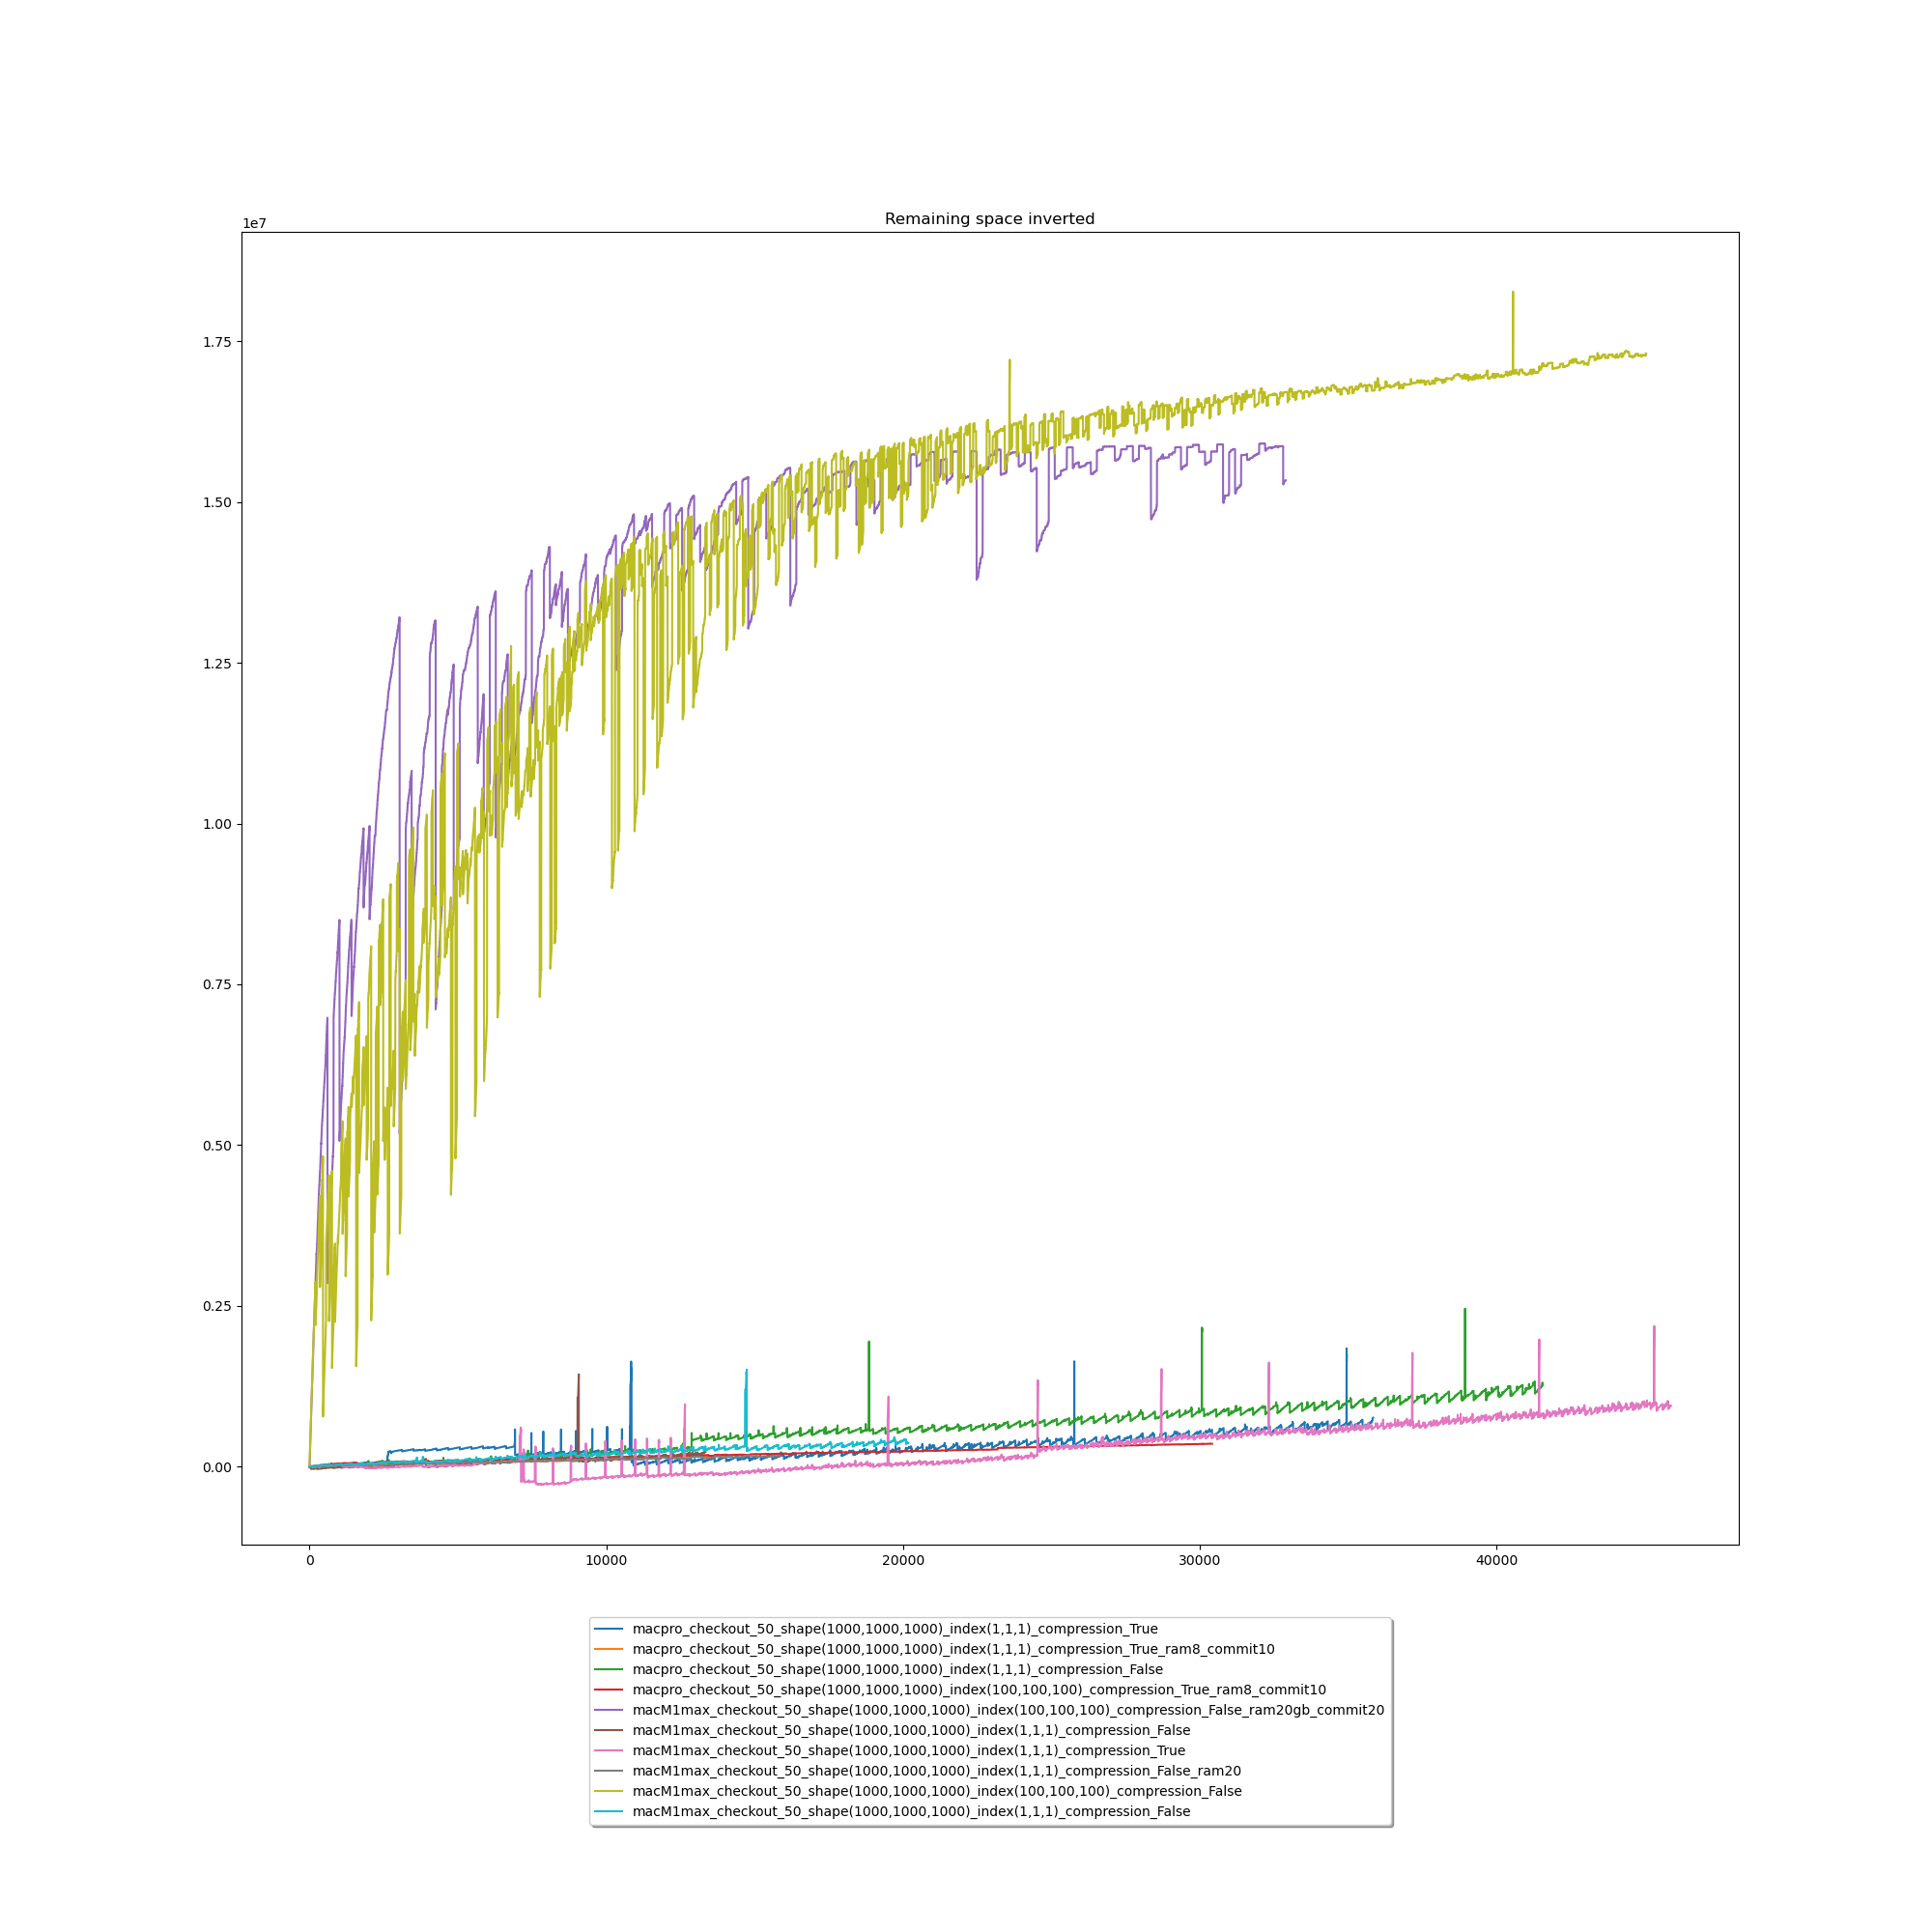 Remaining space inverted
1e7
1.75
1.50
1.25
1.00
0.75
0.50
0.25
0.00
0 10000 20000 30000 40000
macpro_checkout_50_shape(1000,1000,1000)_index(1,1,1)_compression_True
macpro_checkout_50_shape(1000,1000,1000)_index(1,1,1)_compression_True_ram8_commit10
macpro_checkout_50_shape(1000,1000,1000)_index(1,1,1)_compression_False
macpro_checkout_50_shape(1000,1000,1000)_index(100,100,100)_compression_True_ram8_commit10
macM1max_checkout_50_shape(1000,1000,1000)_index(100,100,100)_compression_False_ram20gb_commit20
macM1max_checkout_50_shape(1000,1000,1000)_index(1,1,1)_compression_False
macM1max_checkout_50_shape(1000,1000,1000)_index(1,1,1)_compression_True
macM1max_checkout_50_shape(1000,1000,1000)_index(1,1,1)_compression_False_ram20
macM1max_checkout_50_shape(1000,1000,1000)_index(100,100,100)_compression_False
macM1max_checkout_50_shape(1000,1000,1000)_index(1,1,1)_compression_False